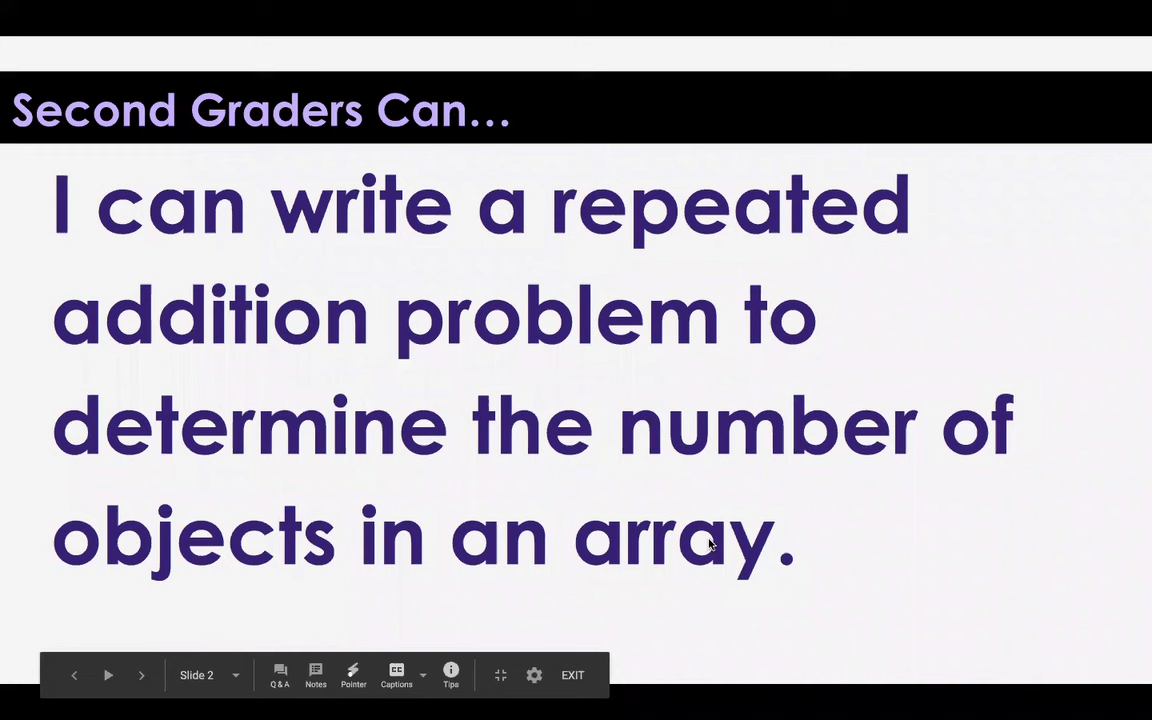 Second Graders Can...
I can write a repeated
addition problem to
determine the number of
objects in an array.
Slide 2
Q & A
Notes
Pointer
CC
Captions
Tips
EXIT